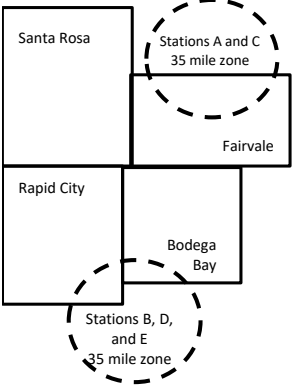 Santa Rosa
Stations A and C
35 mile zone
Fairvale
Rapid City
Bodega
Bay
Stations B, D,
and E
35 mile zone